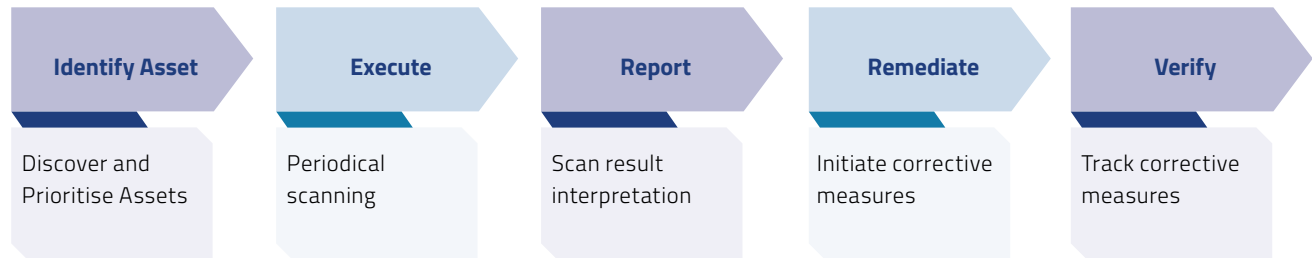 Identify Asset
Execute
Report
Remediate
Verify
Discover and
Prioritise Assets
Periodical
scanning
Scan result
interpretation
Initiate corrective
measures
Track corrective
measures